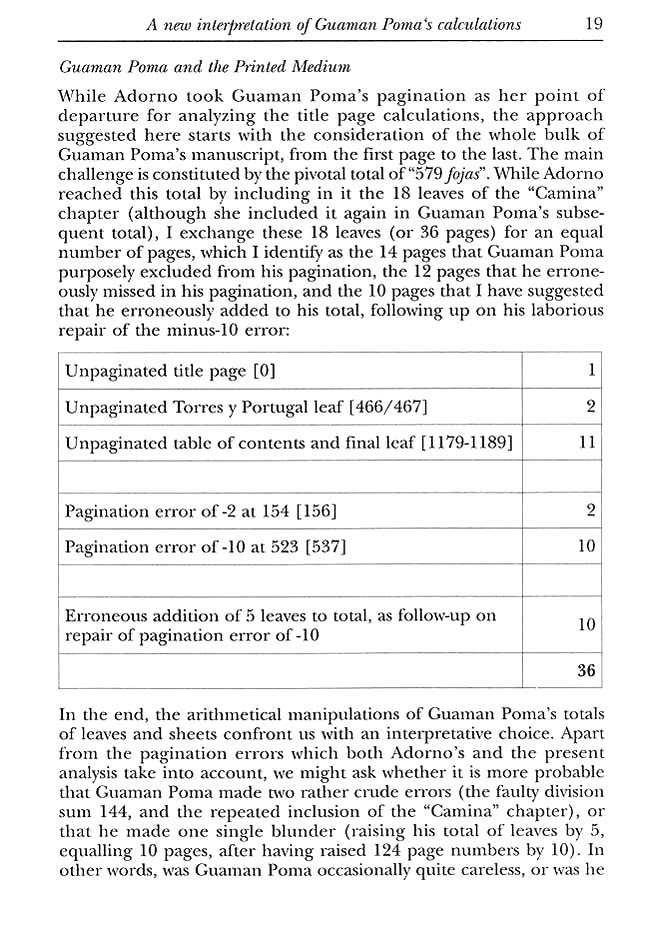 A new interpretation of Guaman Poma‘s calculations 19
Guaman Poma and the Printed Medium
While Adorno took Guaman Poma’s pagination as her point of
departure for analyzing the title page calculations, the approach
suggested here starts with the consideration of the whole bulk of
Guaman Poma’s manuscript, from the first page to the last. The main
challenge is constituted by the pivotal total of “579 fojas”. While Adorno
reached this total by including in it the 18 leaves of the “Camina”
chapter (although she included it again in Guaman Poma’s subse-
quent total), I exchange these 18 leaves (or 36 pages) for an equal
number of pages, which I identify as the 14 pages that Guaman Poma
purposely excluded from his pagination, the 12 pages that he errone-
ously missed in his pagination, and the 10 pages that I have suggested
that he erroneously added to his total, following up on his laborious
repair of the minus-10 error:
Unpaginated title page [0] 1
Unpaginated Torres y Portugal leaf [466/467] 2
Unpaginated table of contents and final leaf [1179-1189] 11
Pagination error of -2 at 154 [156] 2
Pagination error of -10 at 523 [537] 10
Erroneous addition of 5 leaves to total, as follow-up on
repair of pagination error of -10 10
36
In the end, the arithmetical manipulations of Guaman Poma’s totals
of leaves and sheets confront us with an interpretative choice. Apart
from the pagination errors which both Adorno’s and the present
analysis take into account, we might ask whether it is more probable
that Guaman Poma made two rather crude errors (the faulty division
sum 144, and the repeated inclusion of the “Camina” chapter), or
that he made one single blunder (raising his total of leaves by 5,
equalling 10 pages, after having raised 124 page numbers by 10). In
other words, was Guaman Poma occasionally quite careless, or was he